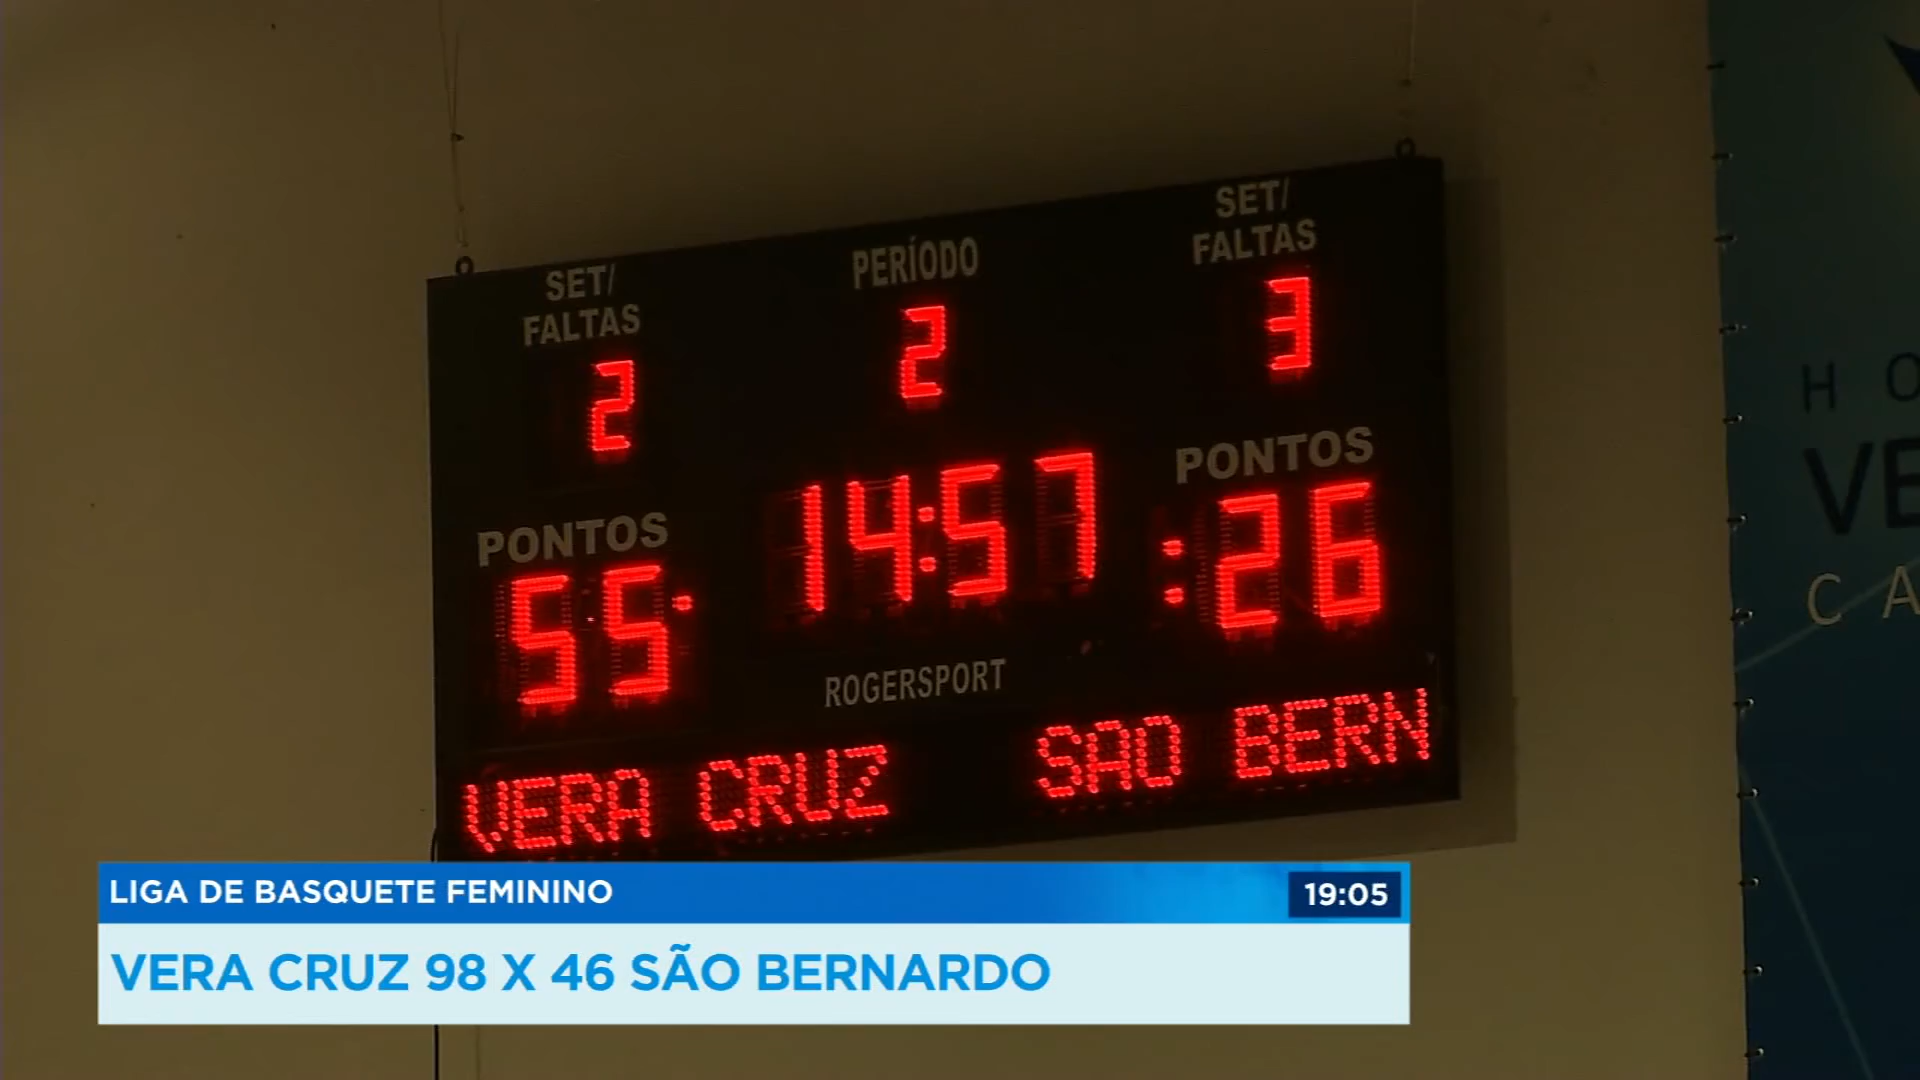 SET/
FALTAS
2
PERÍODO
2
SET/
FALTAS
3
PONTOS
55
14:57
PONTOS
:26
ROGERSPORT
VERA CRUZ
SAO BERN
LIGA DE BASQUETE FEMININO
19:05
VERA CRUZ 98 X 46 SÃO BERNARDO